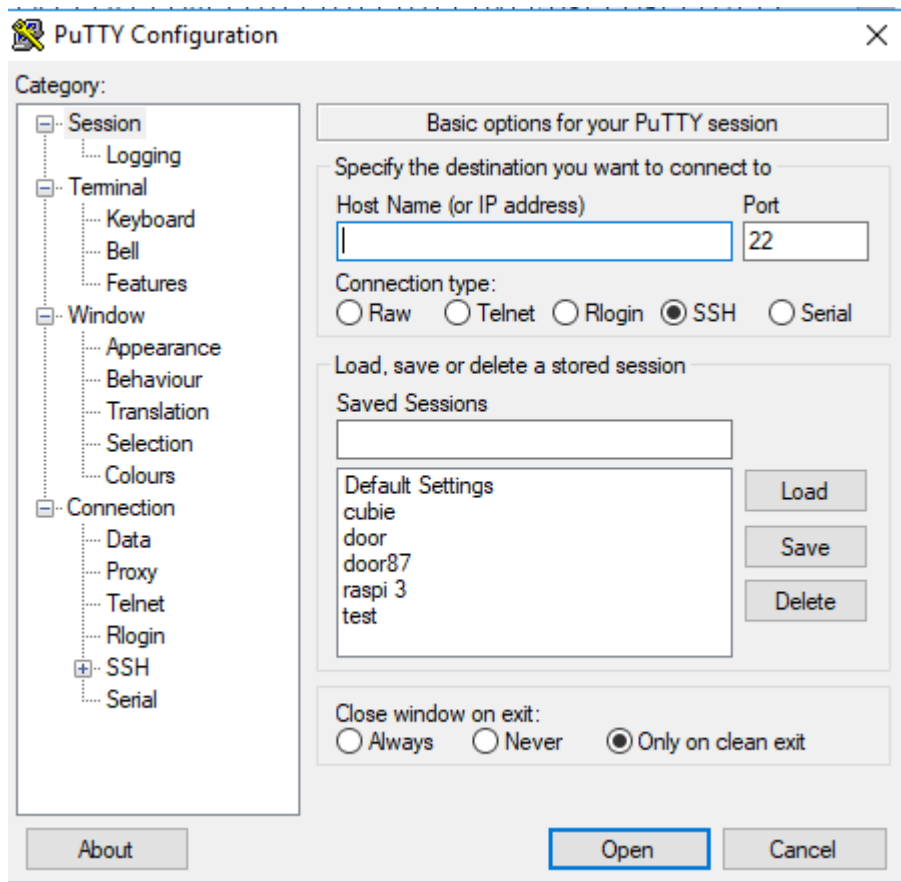 PuTTY Configuration
Category:
Session
Logging
Terminal
Keyboard
Bell
Features
Window
Appearance
Behaviour
Translation
Selection
Colours
Connection
Data
Proxy
Telnet
Rlogin
SSH
Serial
Basic options for your PuTTY session
Specify the destination you want to connect to
Host Name (or IP address) Port
22
Connection type:
Raw Telnet Rlogin SSH Serial
Load, save or delete a stored session
Saved Sessions
Default Settings
cubie
door
door87
raspi 3
test
Load
Save
Delete
Close window on exit:
Always Never Only on clean exit
About Open Cancel